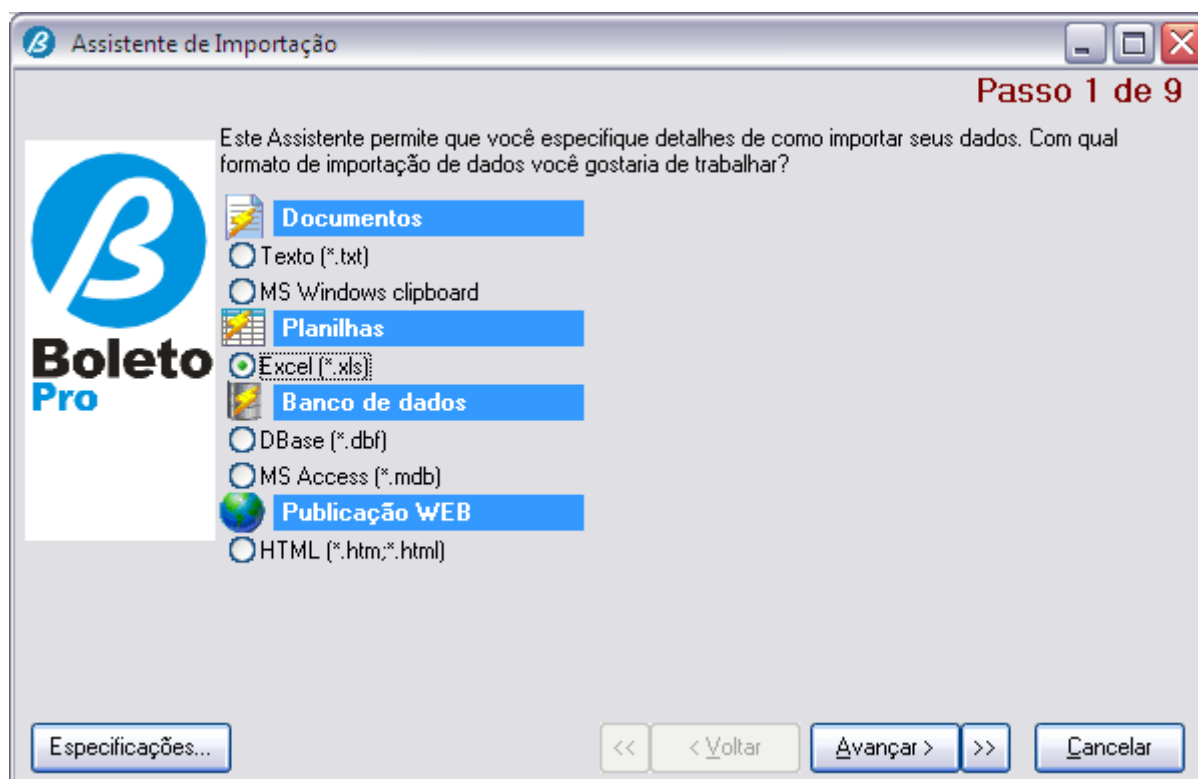 Assistente de Importação
Passo 1 de 9
Este Assistente permite que você especifique detalhes de como importar seus dados. Com qual
formato de importação de dados você gostaria de trabalhar?
Documentos
Texto (*.txt)
MS Windows clipboard
Planilhas
Excel (*.xls)
Banco de dados
DBase (*.dbf)
MS Access (*.mdb)
Publicação WEB
HTML (*.htm;*.html)
Boleto
Pro
Especificações...
<<
< Voltar
Avançar >
>>
Cancelar